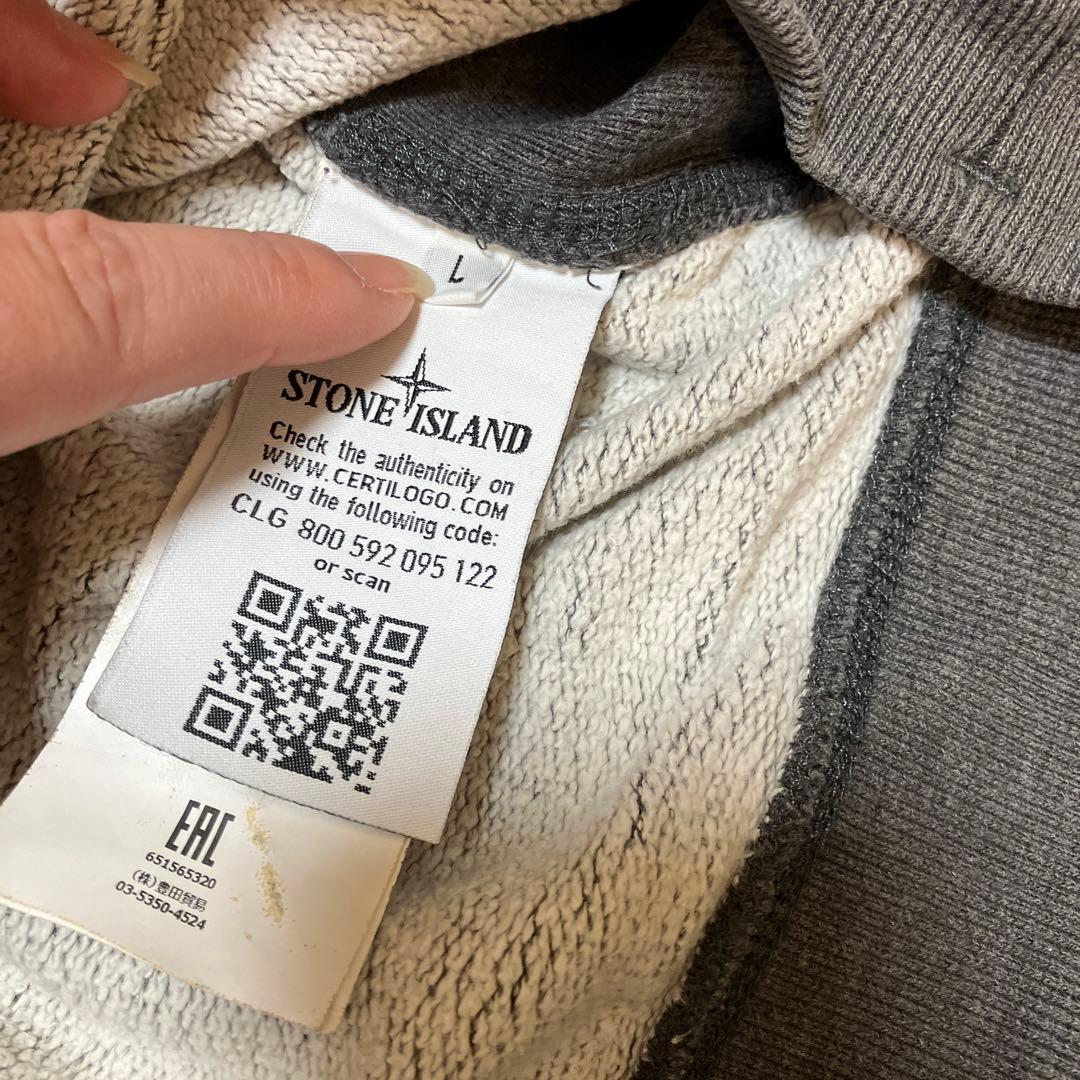 L
STONE ISLAND
Check the authenticity on
WWW.CERTILOGO.COM
using the following code:
CLG 800 592 095 122
or scan
EAC
651565320
(株)豊田貿易
03-5350-4524